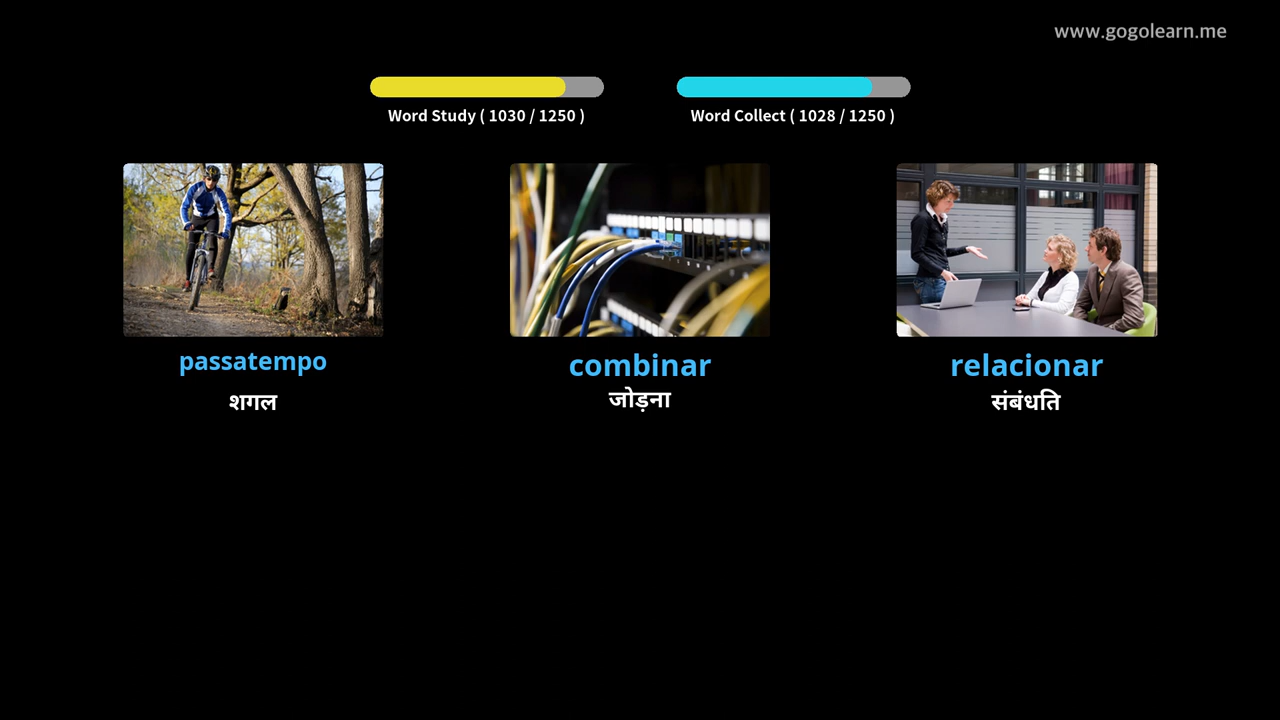 www.gogolearn.me
Word Study ( 1030 / 1250 )
Word Collect ( 1028 / 1250 )
passatempo
शगल
combinar
जोड़ना
relacionar
संबंधति